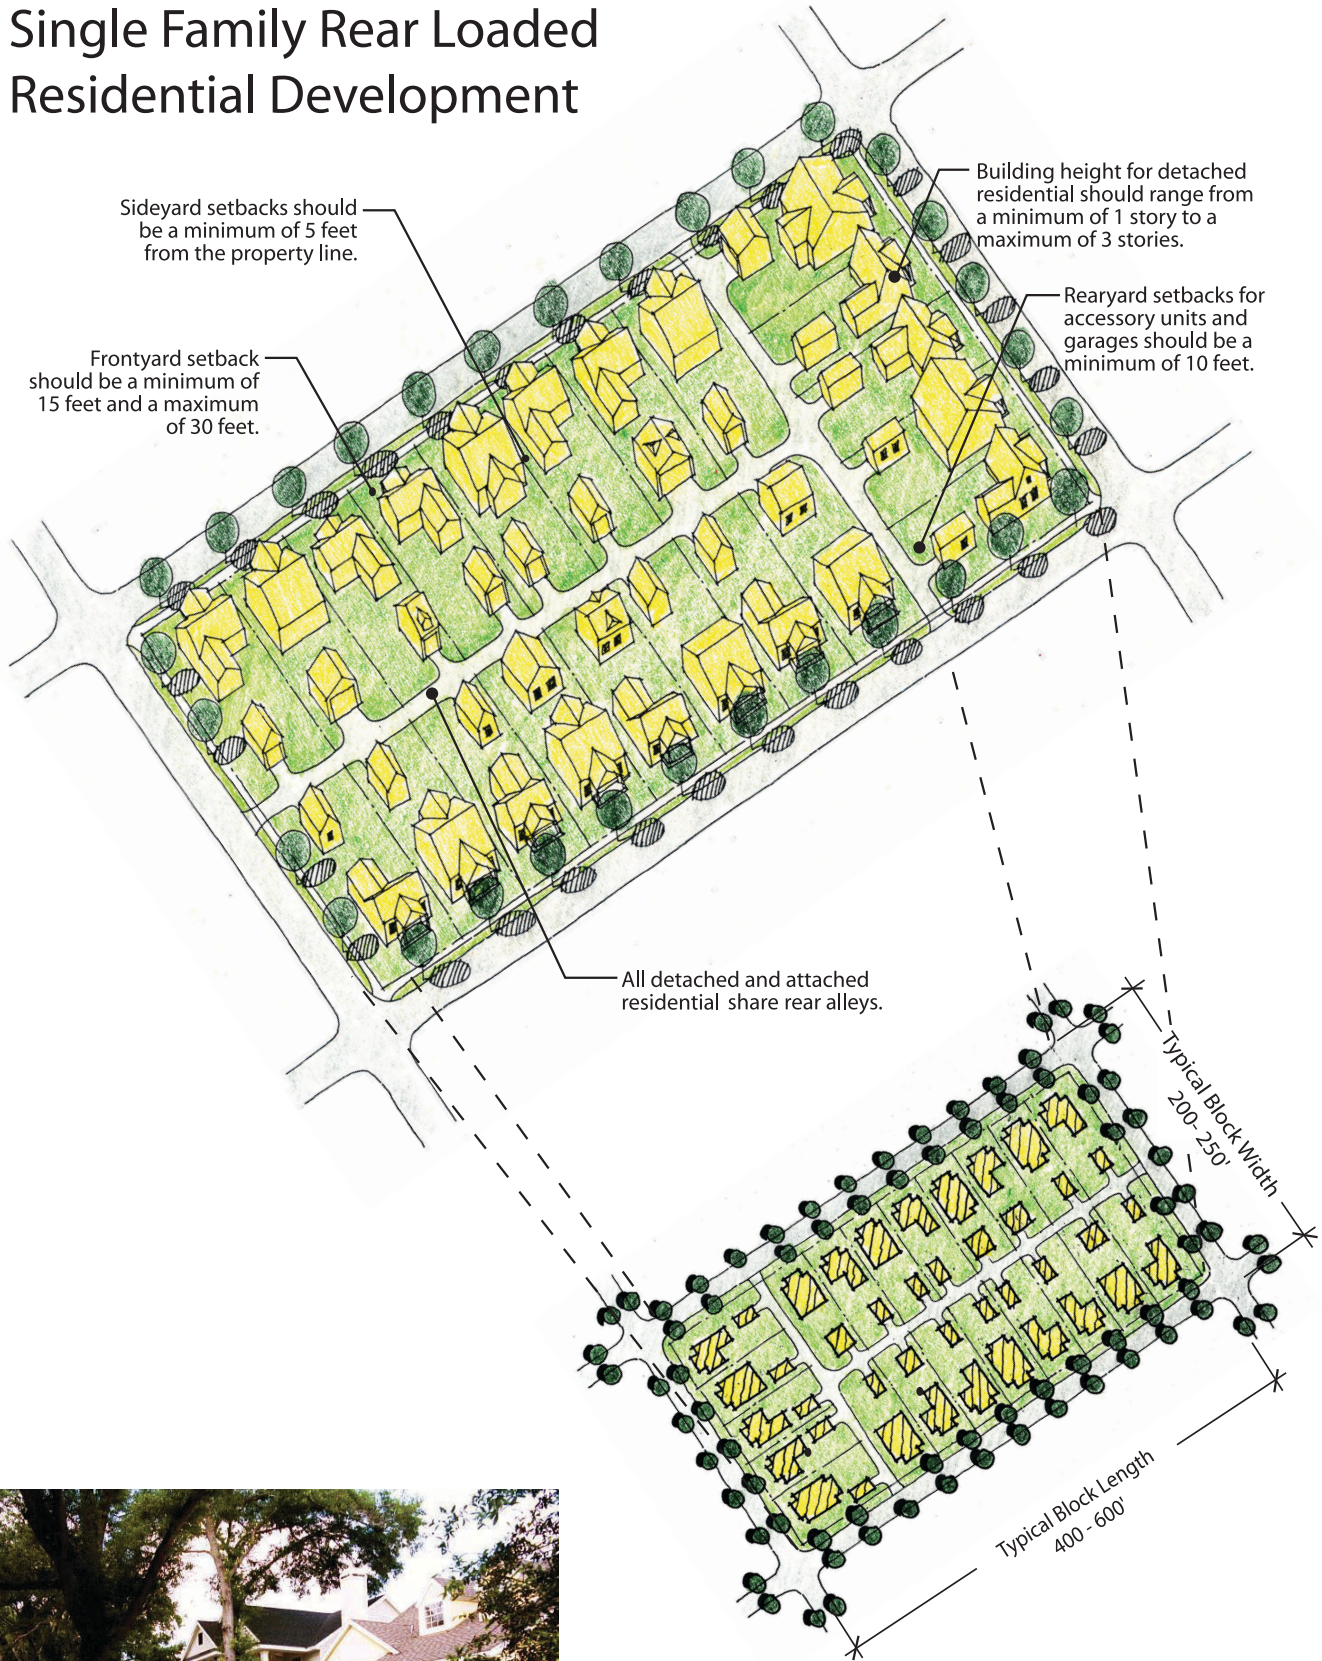 Single Family Rear Loaded
Residential Development
Sideyard setbacks should
be a minimum of 5 feet
from the property line.
Building height for detached
residential should range from
a minimum of 1 story to a
maximum of 3 stories.
Rearyard setbacks for
accessory units and
garages should be a
minimum of 10 feet.
Frontyard setback
should be a minimum of
15 feet and a maximum
of 30 feet.
All detached and attached
residential share rear alleys.
Typical Block Width
200- 250'
Typical Block Length
400 - 600'